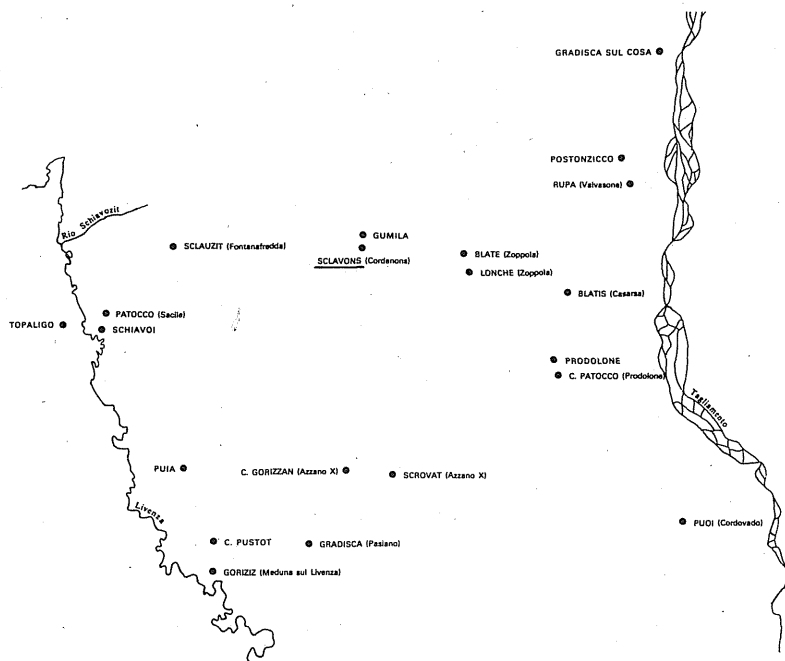 GRADISCA SUL COSA
POSTONZICCO
RUPA (Valvasone)
Rio Schiavozit
GUMILA
SCLAUZIT (Fontanafredda)
SCLAVONS (Cordenons)
BLATE (Zoppola)
LONCHE (Zoppola)
BLATIS (Casarsa)
PATOCCO (Sacile)
TOPALIGO
SCHIAVOI
PRODOLONE
C. PATOCCO (Prodolone)
Tagliamento
PUIA
C. GORIZZAN (Azzano X)
SCROVAT (Azzano X)
Livenza
PUOI (Cordovado)
C. PUSTOT
GRADISCA (Pasiano)
GORIZIZ (Meduna sul Livenza)